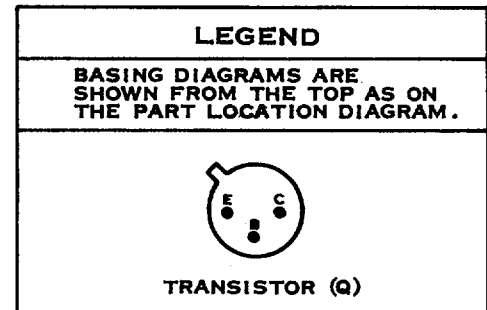 LEGEND
BASING DIAGRAMS ARE
SHOWN FROM THE TOP AS ON
THE PART LOCATION DIAGRAM.
E C
B
TRANSISTOR (Q)